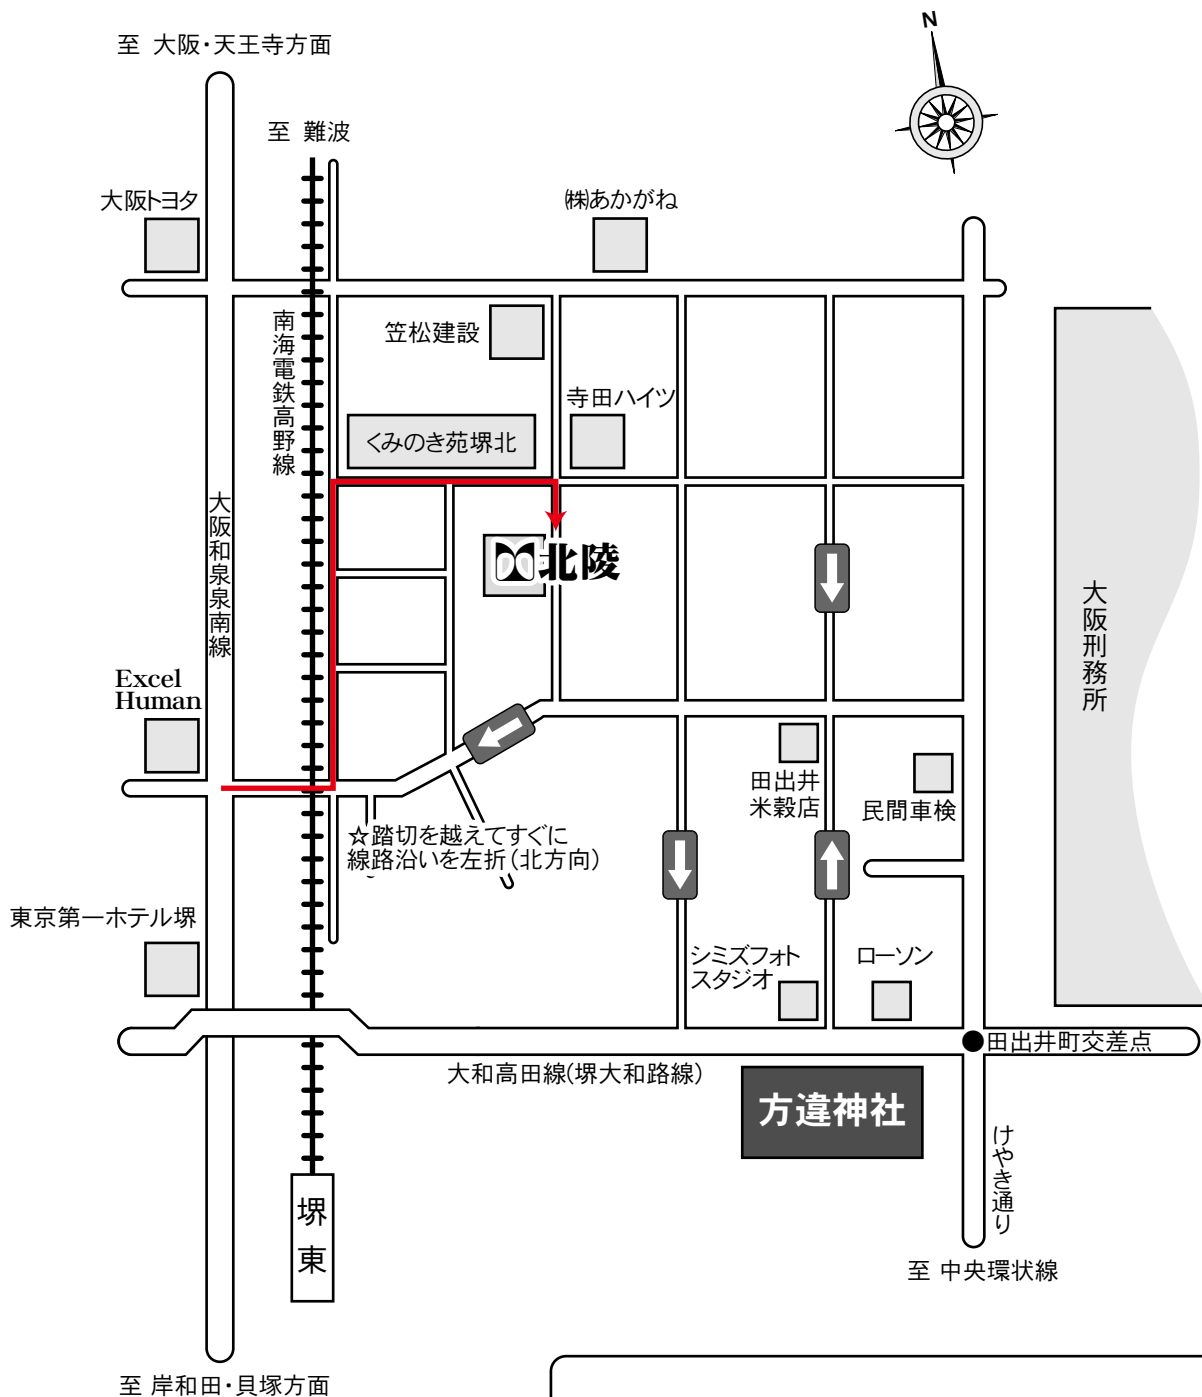 N
至 大阪・天王寺方面
至 難波
大阪トヨタ
㈱あかがね
南海電鉄高野線
笠松建設
寺田ハイツ
くみのき苑堺北
大阪和泉泉南線
北陵
大阪刑務所
Excel
Human
田出井
米穀店
民間車検
☆踏切を越えてすぐに
線路沿いを左折(北方向)
東京第一ホテル堺
シミズフォト
スタジオ
ローソン
田出井町交差点
大和高田線(堺大和路線)
方違神社
けやき通り
堺東
至 中央環状線
至 岸和田・貝塚方面